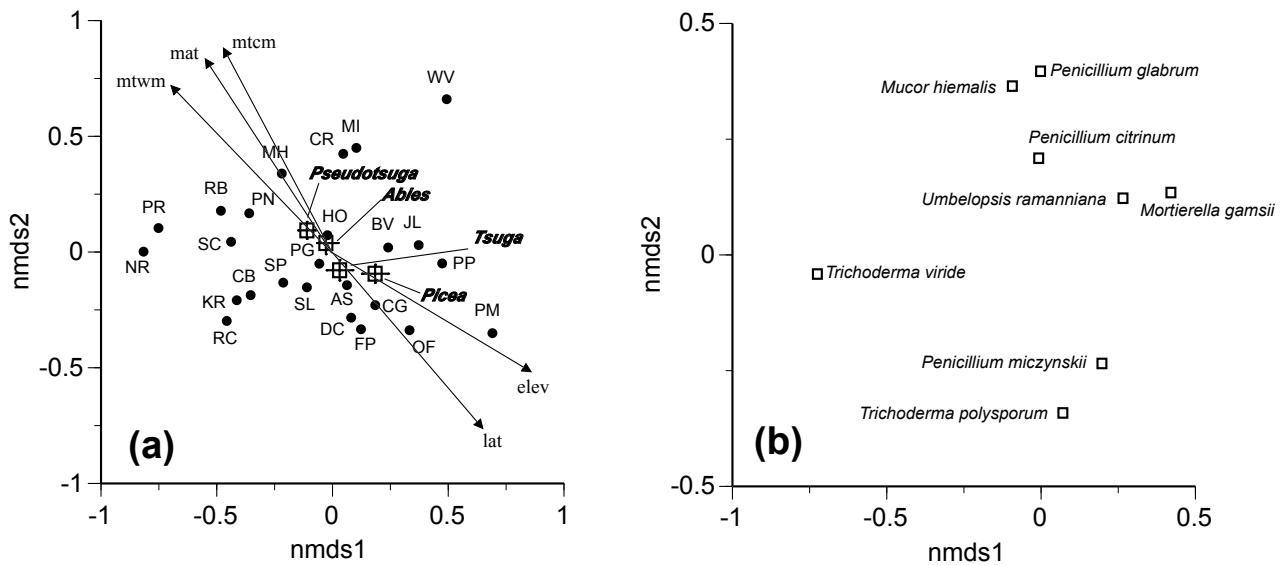 1
0.5
0
-0.5
-1
nmds2
-1
-0.5
0
0.5
1
nmds1
mtcm
mat
mtwm
WV
CR
MI
MH
Pseudotsuga
Abies
RB
PN
PR
HO
BV
JL
SC
PG
Tsuga
NR
SP
PP
CB
KR
SL
AS
CG
Picea
PM
RC
DC
FP
OF
elev
lat
(a)
0.5
0
-0.5
nmds2
-1
-0.5
0
0.5
nmds1
Penicillium glabrum
Mucor hiemalis
Penicillium citrinum
Umbelopsis ramanniana
Mortierella gamsii
Trichoderma viride
Penicillium miczynskii
Trichoderma polysporum
(b)